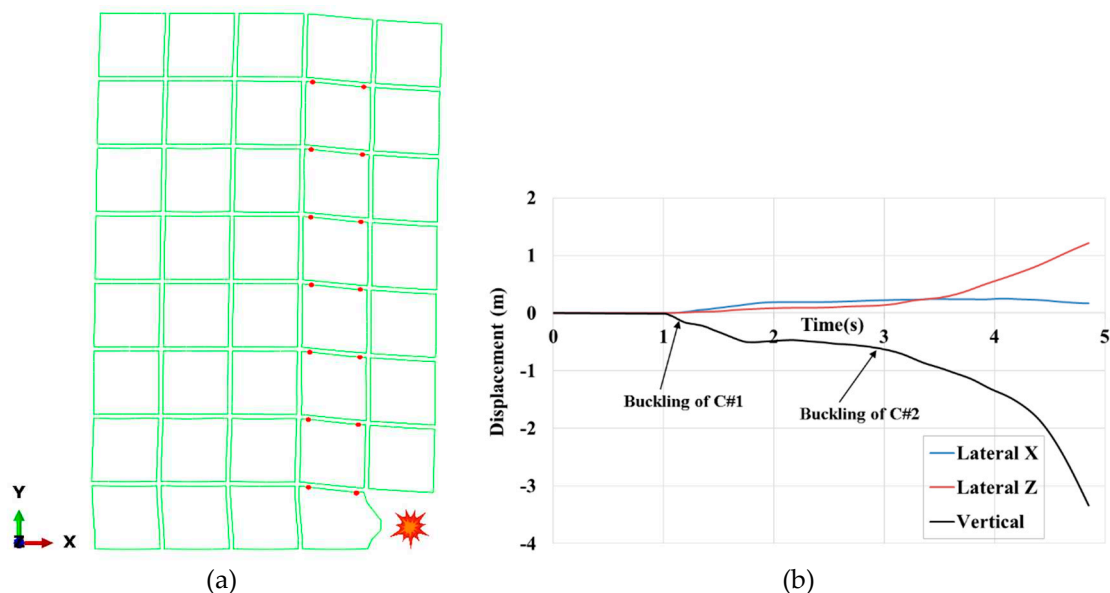 Y
Z
X
(a)
2
1
0
-1
-2
-3
-4
Displacement (m)
0
1
2
3
4
5
Time(s)
Buckling of C#1
Buckling of C#2
Lateral X
Lateral Z
Vertical
(b)